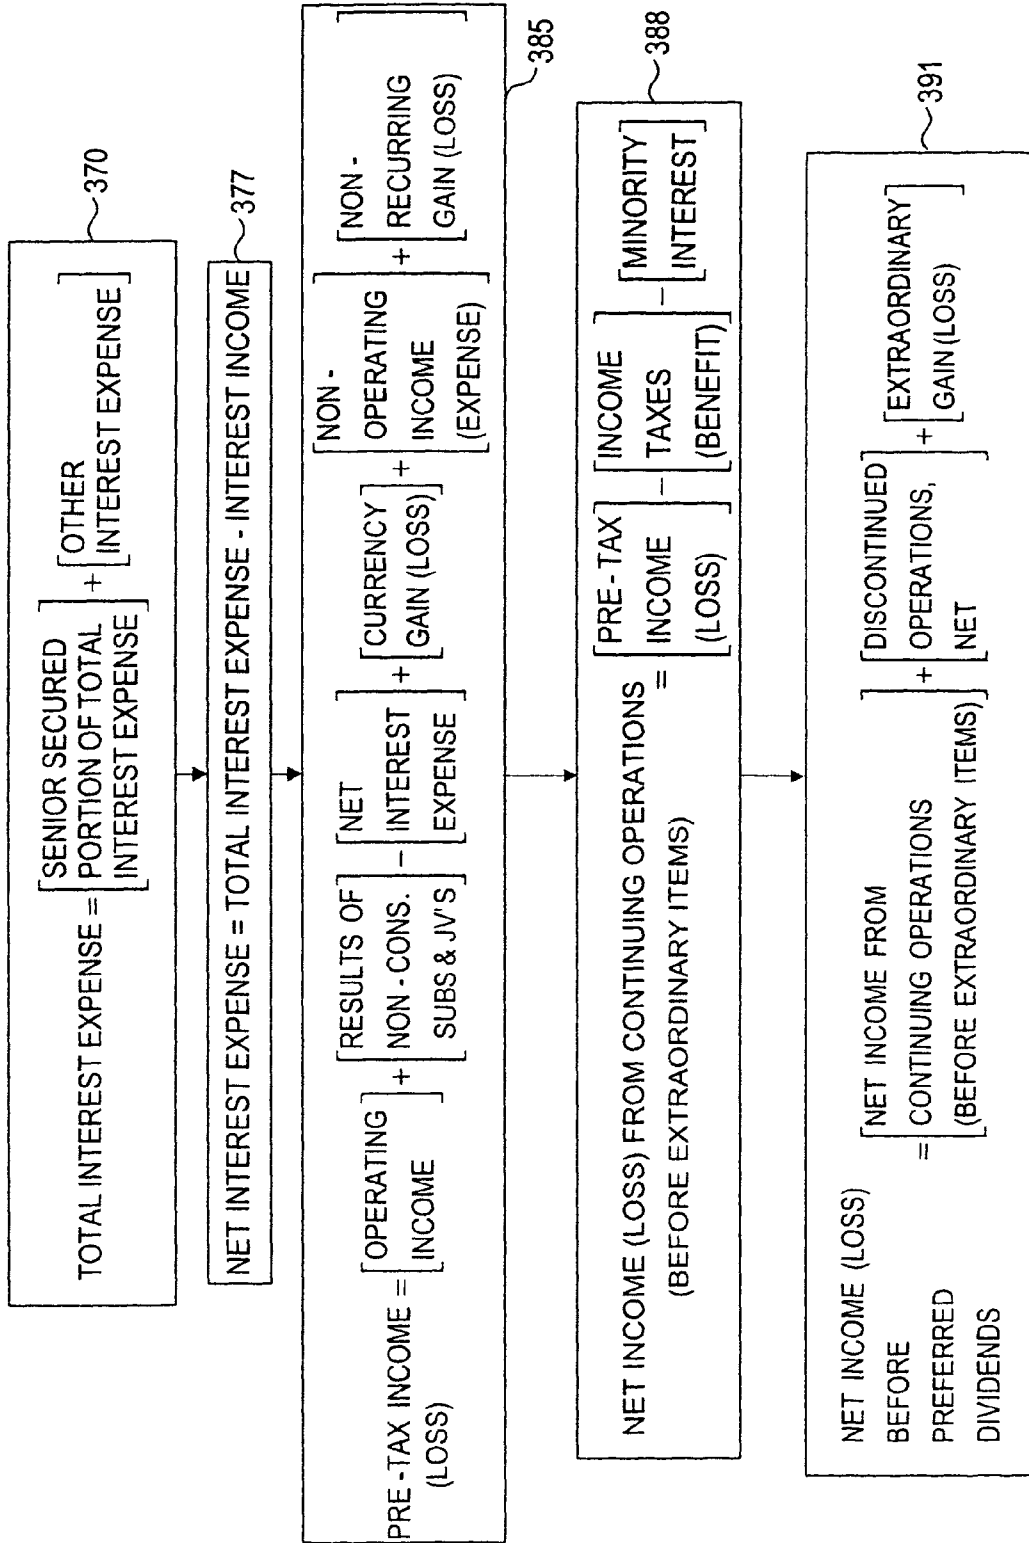 TOTAL INTEREST EXPENSE = [SENIOR SECURED PORTION OF TOTAL INTEREST EXPENSE] + [OTHER INTEREST EXPENSE]
370
NET INTEREST EXPENSE = TOTAL INTEREST EXPENSE - INTEREST INCOME
377
PRE-TAX INCOME (LOSS) = [OPERATING INCOME] + [RESULTS OF NON-CONS. SUBS & JV'S] - [NET INTEREST EXPENSE] + [CURRENCY GAIN (LOSS)] + [NON-OPERATING INCOME (EXPENSE)] + [NON-RECURRING GAIN (LOSS)]
385
NET INCOME (LOSS) FROM CONTINUING OPERATIONS (BEFORE EXTRAORDINARY ITEMS) = [PRE-TAX INCOME (LOSS)] - [INCOME TAXES (BENEFIT)] - [MINORITY INTEREST]
388
NET INCOME (LOSS) BEFORE PREFERRED DIVIDENDS = [NET INCOME FROM CONTINUING OPERATIONS (BEFORE EXTRAORDINARY ITEMS)] + [DISCONTINUED OPERATIONS, NET] + [EXTRAORDINARY GAIN (LOSS)]
391